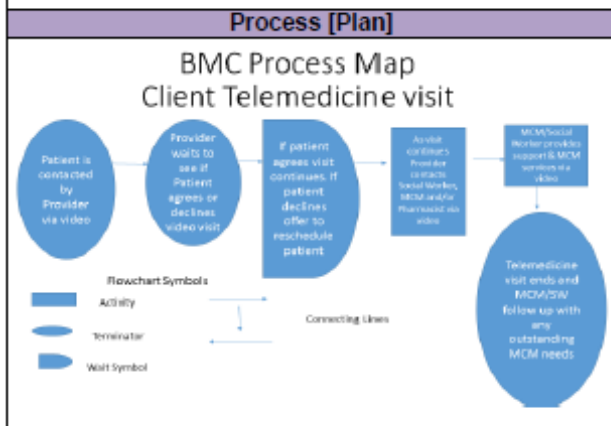 Process [Plan]
BMC Process Map
Client Telemedicine visit
Patient is
contacted
by
Provider
via video
Provider
waits to
see if
Patient
agrees or
declines
video visit
If patient
agrees visit
continues. If
patient
declines
offer to
reschedule
patient
As visit
continues
Provider
contacts
Social Worker,
MCM and/or
Pharmacist via
video
MCM/Social
Worker provides
support & MCM
services via
video
Telemedicine
visit ends and
MCM/SW
follow up with
any
outstanding
MCM needs
Flowchart Symbols
Activity
Terminator
Wait Symbol
Connecting Lines